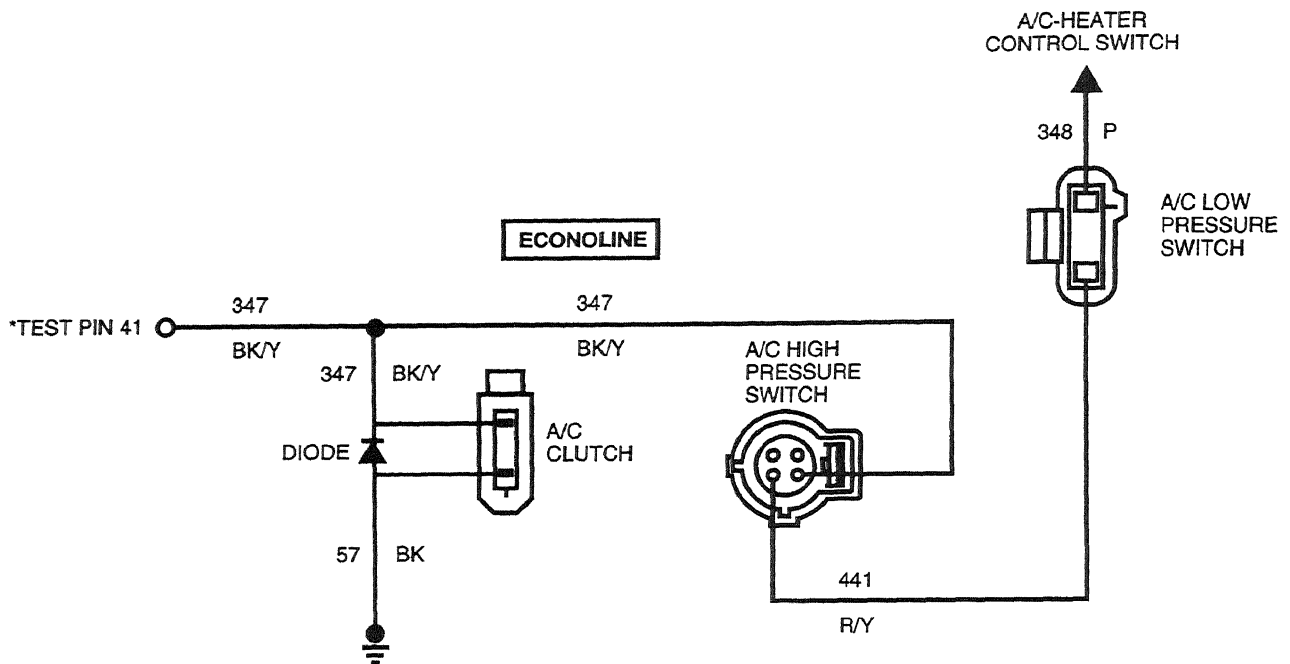 A/C-HEATER
CONTROL SWITCH
348 P
A/C LOW
PRESSURE
SWITCH
ECONOLINE
347
347
*TEST PIN 41
BK/Y
BK/Y
A/C HIGH
PRESSURE
SWITCH
347 BK/Y
A/C
CLUTCH
DIODE
57 BK
441
R/Y